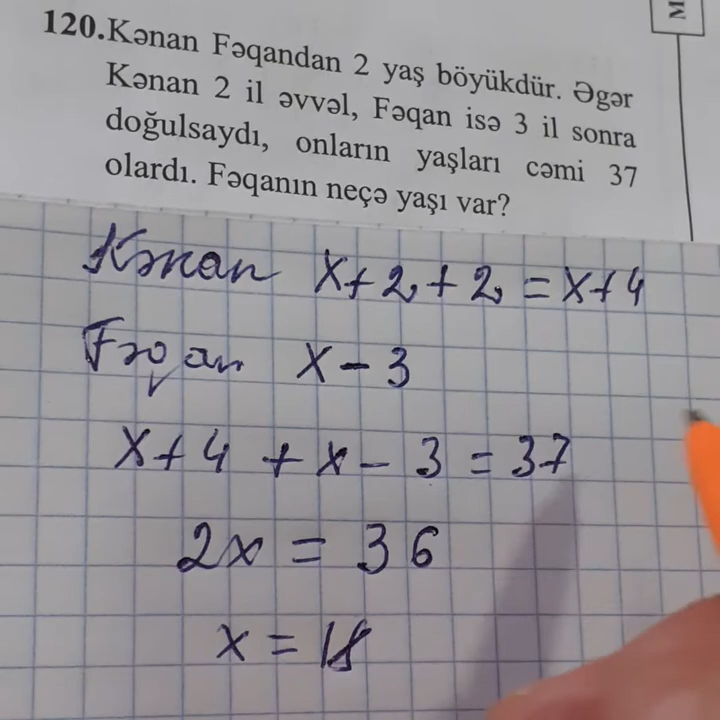 M
120. Kənan Fəqandan 2 yaş böyükdür. Əgər
Kənan 2 il əvvəl, Fəqan isə 3 il sonra
doğulsaydı, onların yaşları cəmi 37
olardı. Fəqanın neçə yaşı var?
Kənan x+2+2=x+4
Fəqan x-3
x+4+x-3=37
2x=36
x=18